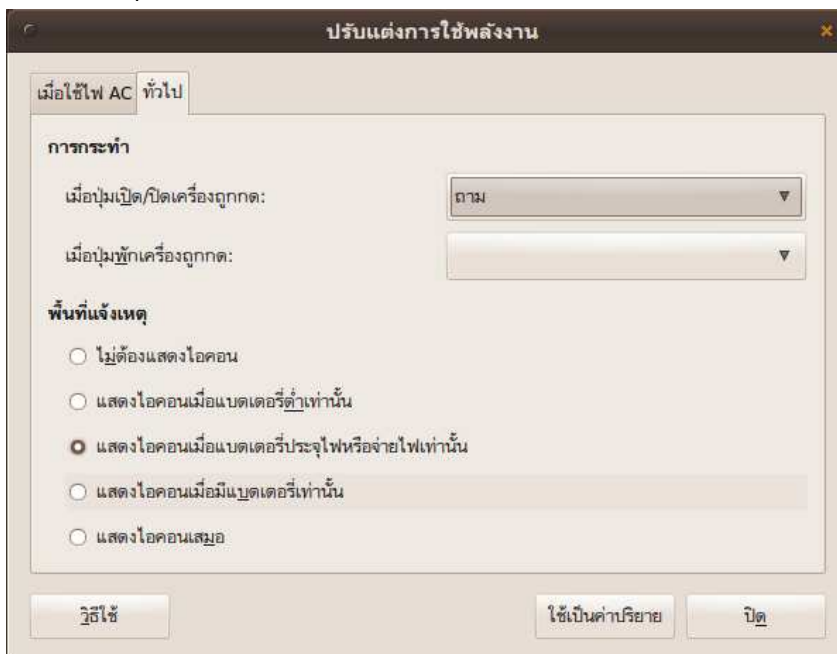 ปรับแต่งการใช้พลังงาน
เมื่อใช้ไฟ AC ทั่วไป
การกระทำ
เมื่อปุ่มเปิด/ปิดเครื่องถูกกด: ถาม
เมื่อปุ่มพักเครื่องถูกกด:
พื้นที่แจ้งเหตุ
ไม่ต้องแสดงไอคอน
แสดงไอคอนเมื่อแบตเตอรี่ต่ำเท่านั้น
แสดงไอคอนเมื่อแบตเตอรี่ประจุไฟหรือจ่ายไฟเท่านั้น
แสดงไอคอนเมื่อมีแบตเตอรี่เท่านั้น
แสดงไอคอนเสมอ
วิธีใช้ ใช้เป็นค่าปริยาย ปิด